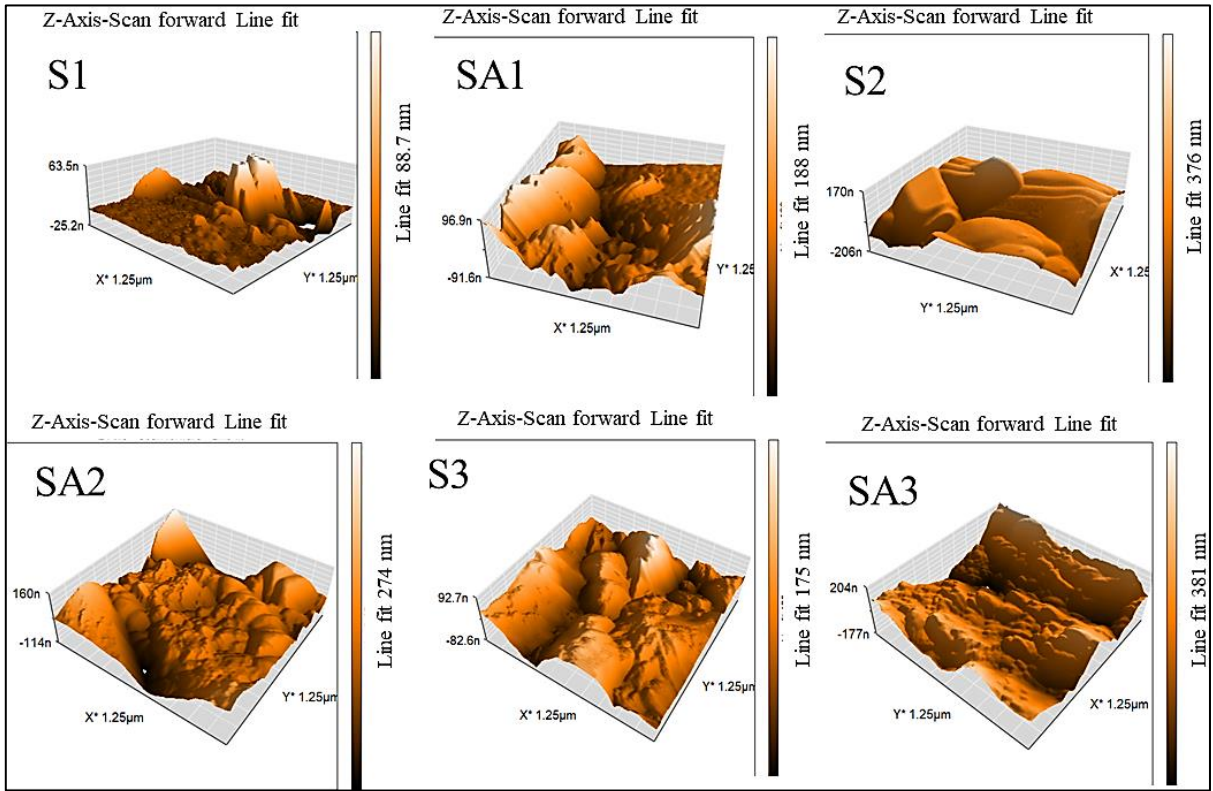 Z-Axis-Scan forward Line fit
S1
63.5n
-25.2n
X* 1.25µm
Y* 1.25µ
Line fit 88.7 nm
Z-Axis-Scan forward Line fit
SA1
96.9n
-91.6n
X* 1.25µm
Y* 1.25
Line fit 188 nm
Z-Axis-Scan forward Line fit
S2
170n
-206n
Y* 1.25µm
X* 1.25
Line fit 376 nm
Z-Axis-Scan forward Line fit
SA2
160n
-114n
X* 1.25µm
Y* 1.25µm
Line fit 274 nm
Z-Axis-Scan forward Line fit
S3
92.7n
-82.6n
X* 1.25µm
Y* 1.25µm
Line fit 175 nm
Z-Axis-Scan forward Line fit
SA3
204n
-177n
Y* 1.25µm
X* 1.25µm
Line fit 381 nm